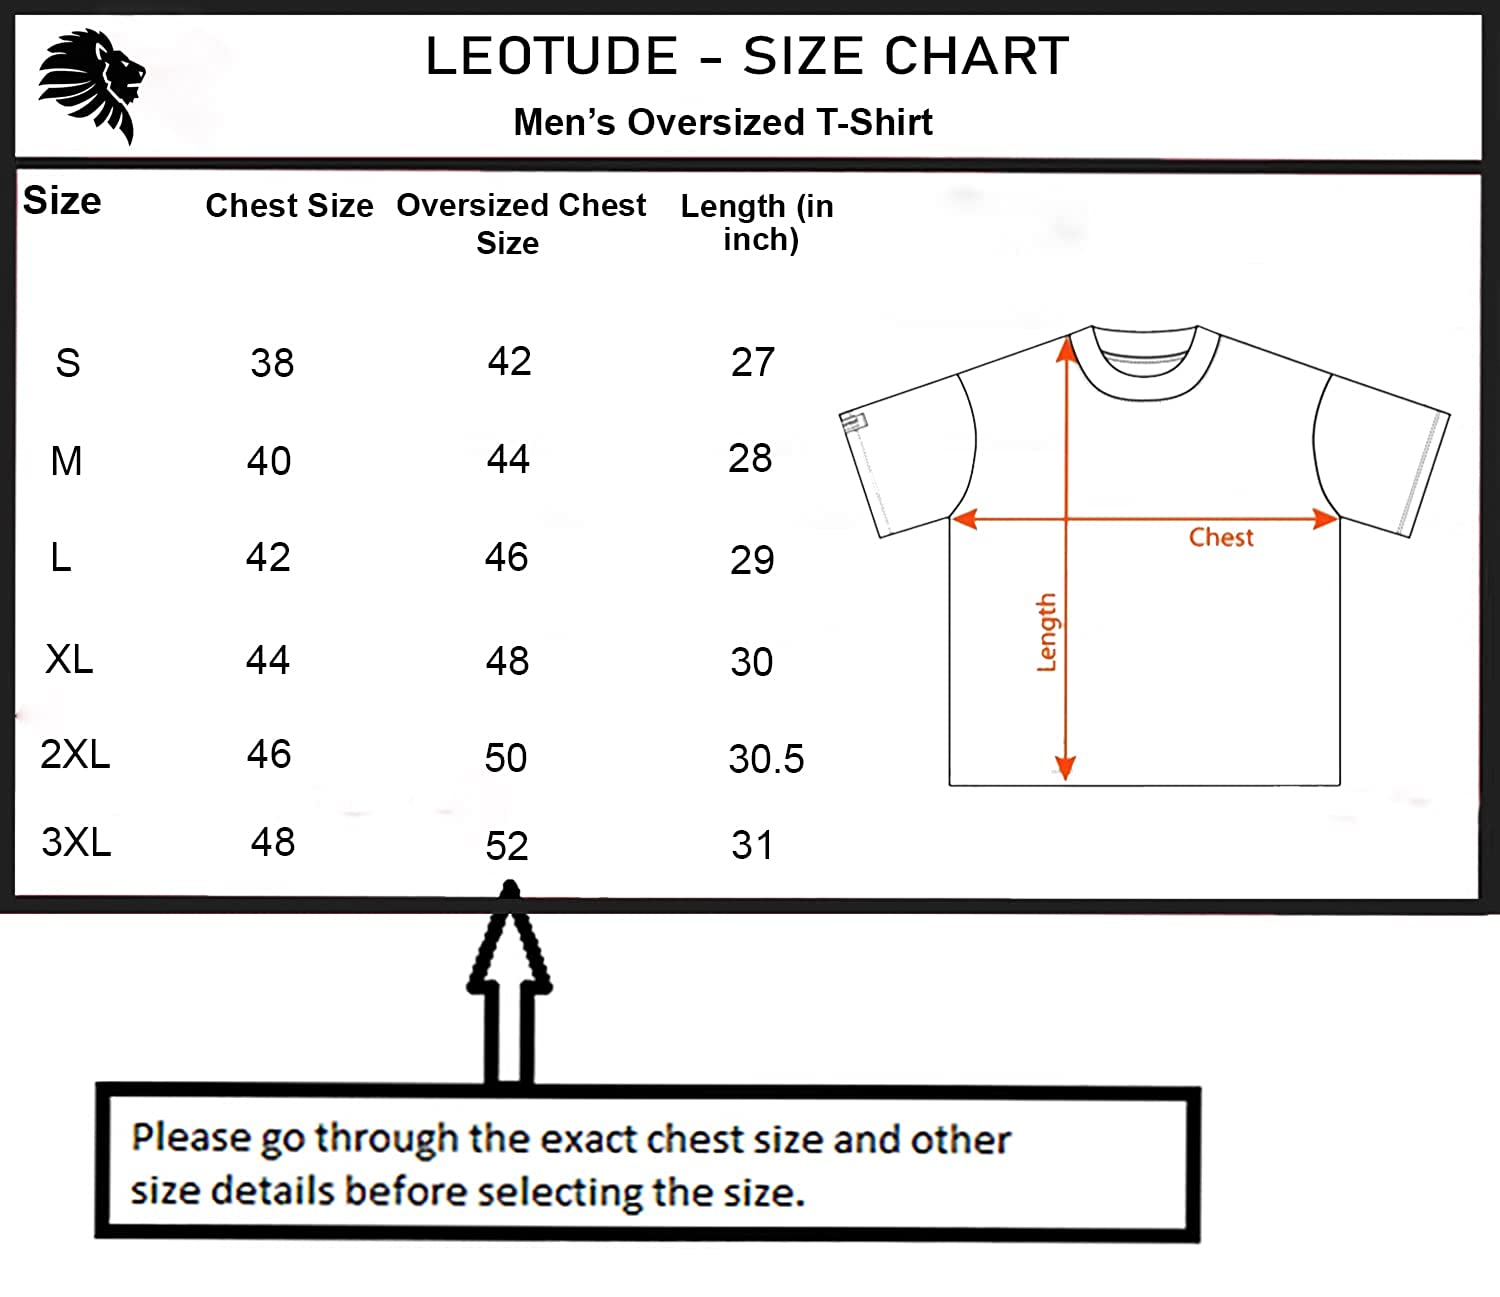 LEOTUDE - SIZE CHART
Men’s Oversized T-Shirt
Size Chest Size Oversized Chest Size Length (in inch)
S 38 42 27
M 40 44 28
L 42 46 29
XL 44 48 30
2XL 46 50 30.5
3XL 48 52 31
Chest
Length
Please go through the exact chest size and other
size details before selecting the size.